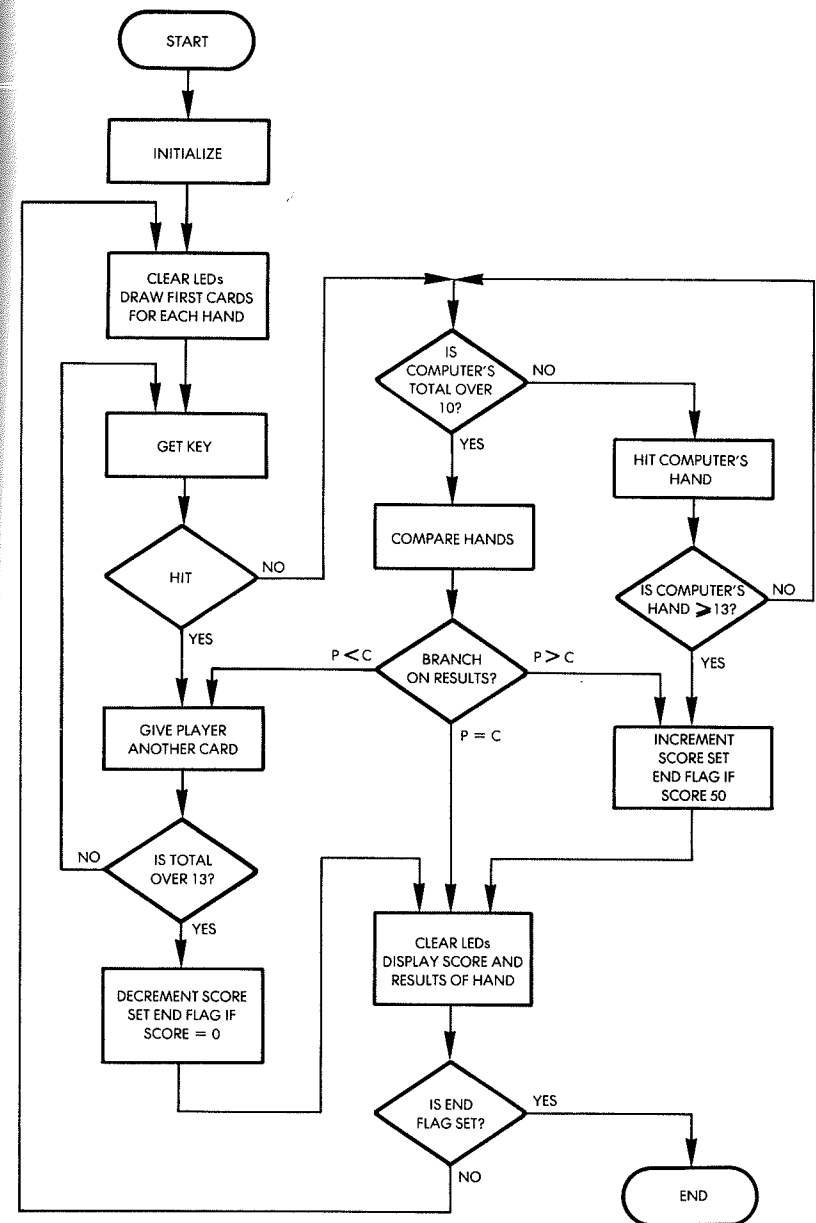 START
INITIALIZE
CLEAR LEDs
DRAW FIRST CARDS
FOR EACH HAND
GET KEY
HIT
NO
YES
GIVE PLAYER
ANOTHER CARD
IS TOTAL
OVER 13?
NO
YES
DECREMENT SCORE
SET END FLAG IF
SCORE = 0
IS
COMPUTER'S
TOTAL OVER
10?
NO
YES
HIT COMPUTER'S
HAND
IS COMPUTER'S
HAND ⩾13?
NO
YES
COMPARE HANDS
BRANCH
ON RESULTS?
P < C
P > C
P = C
INCREMENT
SCORE SET
END FLAG IF
SCORE 50
CLEAR LEDs
DISPLAY SCORE AND
RESULTS OF HAND
IS END
FLAG SET?
YES
NO
END